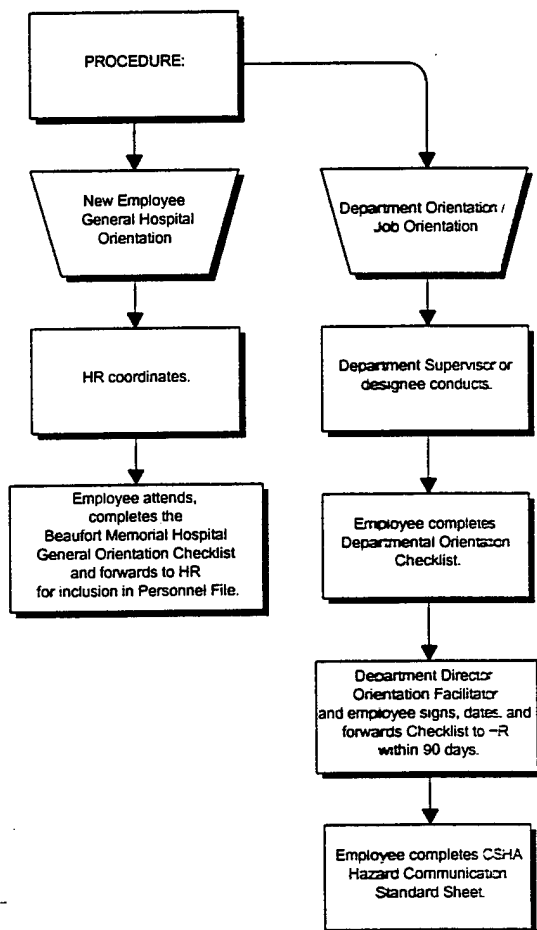 PROCEDURE:
New Employee
General Hospital
Orientation
HR coordinates.
Employee attends,
completes the
Beaufort Memorial Hospital
General Orientation Checklist
and forwards to HR
for inclusion in Personnel File.
Department Orientation /
Job Orientation
Department Supervisor or
designee conducts.
Employee completes
Departmental Orientation
Checklist.
Department Director
Orientation Facilitator
and employee signs, dates, and
forwards Checklist to HR
within 90 days.
Employee completes OSHA
Hazard Communication
Standard Sheet.